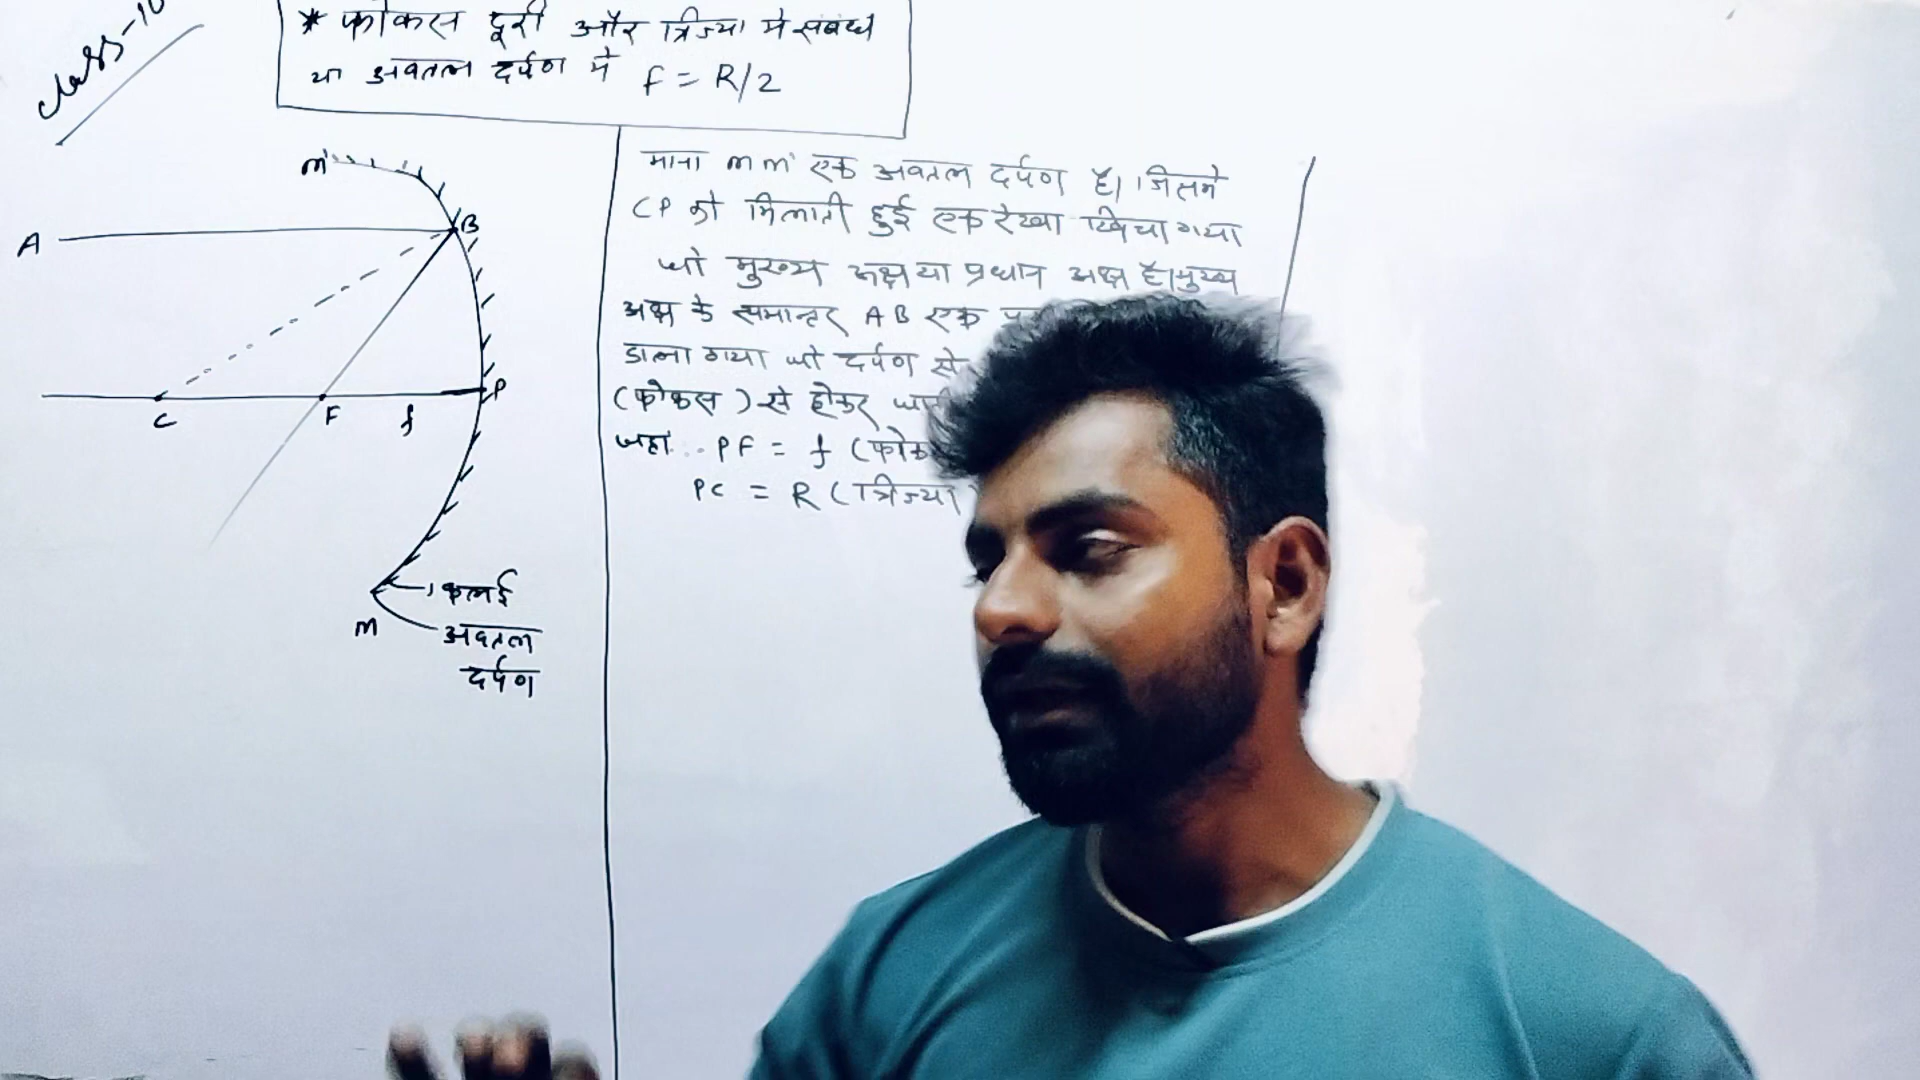 class-10
* फोकस दूरी और त्रिज्या मे संबंध
या अवतल दर्पण मे f = R/2
m'
A
B
C
F
f
P
कलई
M
अवतल
दर्पण
माना m m' एक अवतल दर्पण है। जिसमे
CP को मिलाती हुई एक रेखा खिचा गया
जो मुख्य अक्ष या प्रधान अक्ष है। मुख्य
अक्ष के समान्तर AB एक
डाला गया जो दर्पण से
(फोकस) से होकर
जहा.. PF = f (
PC = R (त्रिज्या)